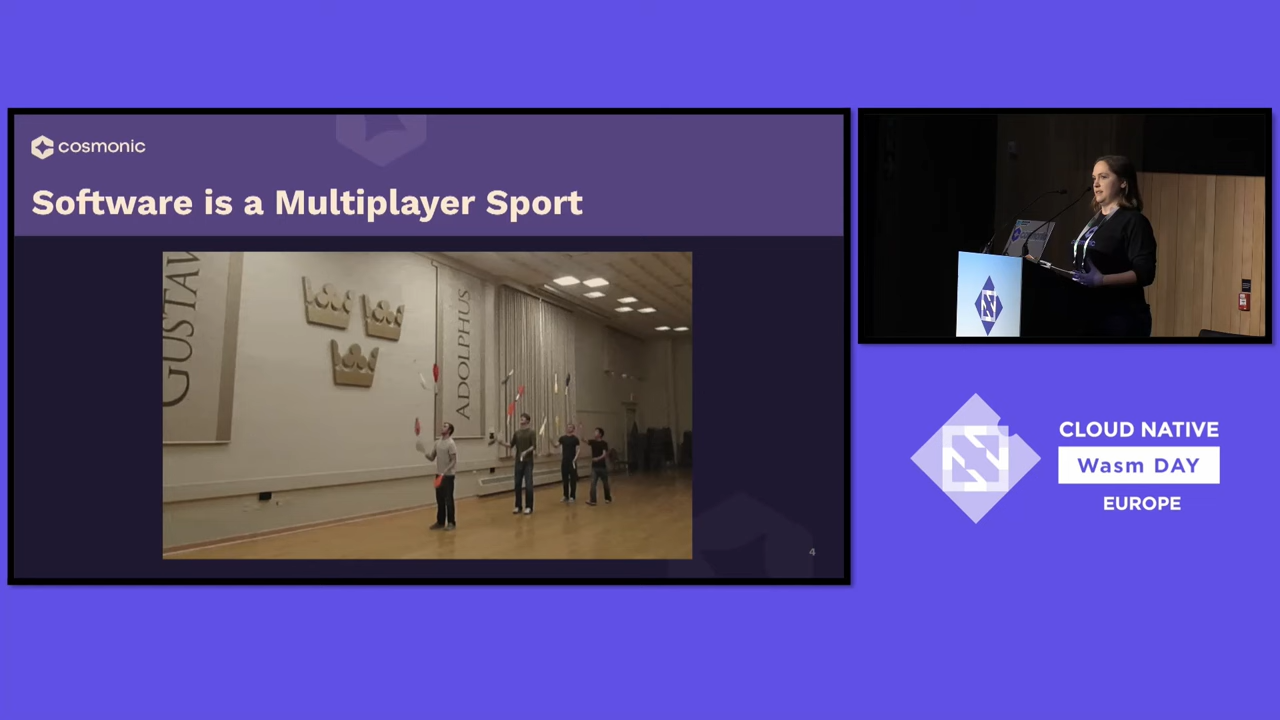 cosmonic
Software is a Multiplayer Sport
GUSTAV
ADOLPHUS
4
CLOUD NATIVE
Wasm DAY
EUROPE